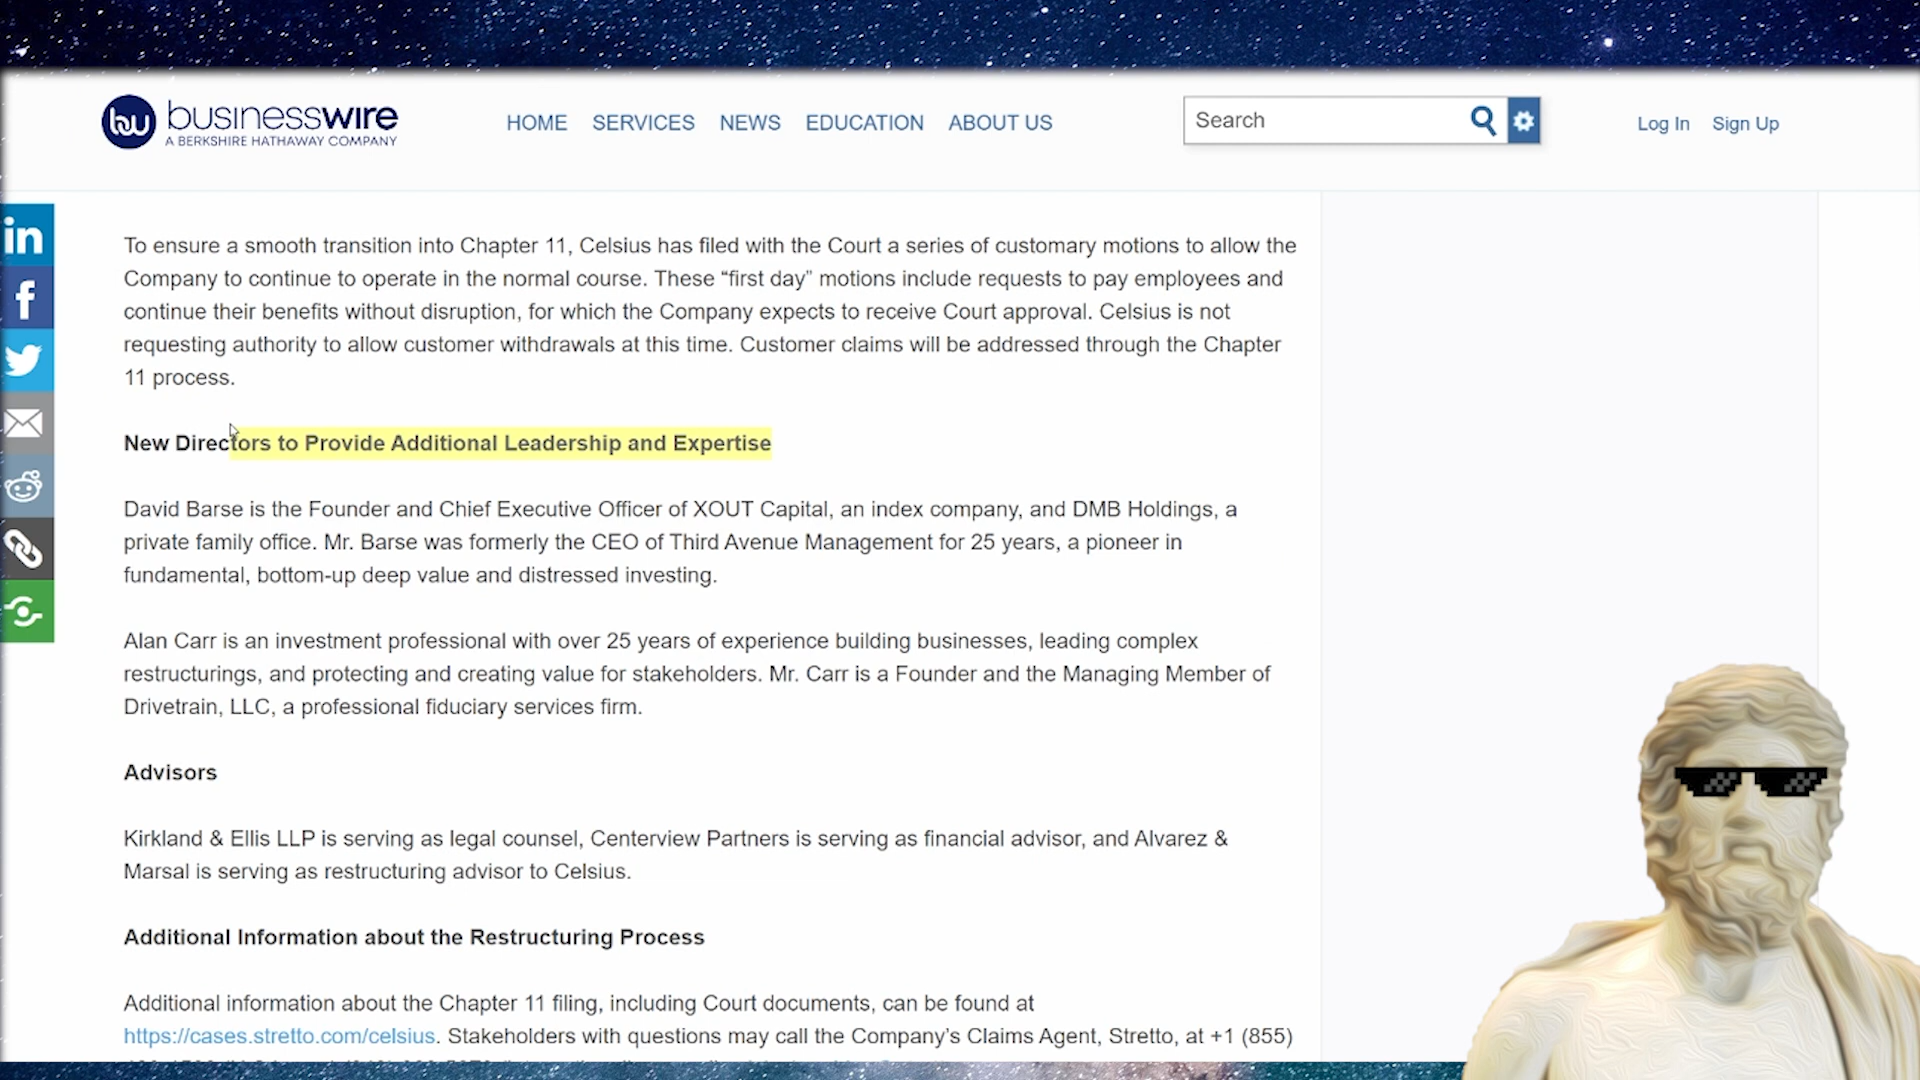 businesswire
A BERKSHIRE HATHAWAY COMPANY
HOME SERVICES NEWS EDUCATION ABOUT US
Search
Log In Sign Up
To ensure a smooth transition into Chapter 11, Celsius has filed with the Court a series of customary motions to allow the
Company to continue to operate in the normal course. These “first day” motions include requests to pay employees and
continue their benefits without disruption, for which the Company expects to receive Court approval. Celsius is not
requesting authority to allow customer withdrawals at this time. Customer claims will be addressed through the Chapter
11 process.
New Directors to Provide Additional Leadership and Expertise
David Barse is the Founder and Chief Executive Officer of XOUT Capital, an index company, and DMB Holdings, a
private family office. Mr. Barse was formerly the CEO of Third Avenue Management for 25 years, a pioneer in
fundamental, bottom-up deep value and distressed investing.
Alan Carr is an investment professional with over 25 years of experience building businesses, leading complex
restructurings, and protecting and creating value for stakeholders. Mr. Carr is a Founder and the Managing Member of
Drivetrain, LLC, a professional fiduciary services firm.
Advisors
Kirkland & Ellis LLP is serving as legal counsel, Centerview Partners is serving as financial advisor, and Alvarez &
Marsal is serving as restructuring advisor to Celsius.
Additional Information about the Restructuring Process
Additional information about the Chapter 11 filing, including Court documents, can be found at
https://cases.stretto.com/celsius. Stakeholders with questions may call the Company’s Claims Agent, Stretto, at +1 (855)